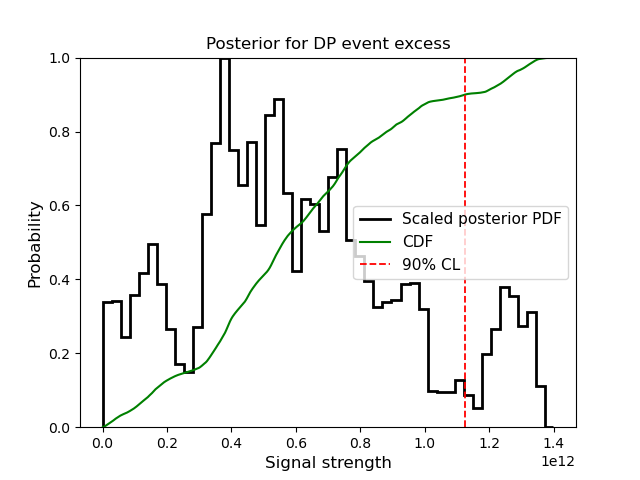 Posterior for DP event excess
1.0
0.8
0.6
0.4
0.2
0.0
Probability
Scaled posterior PDF
CDF
90% CL
0.0 0.2 0.4 0.6 0.8 1.0 1.2 1.4
1e12
Signal strength